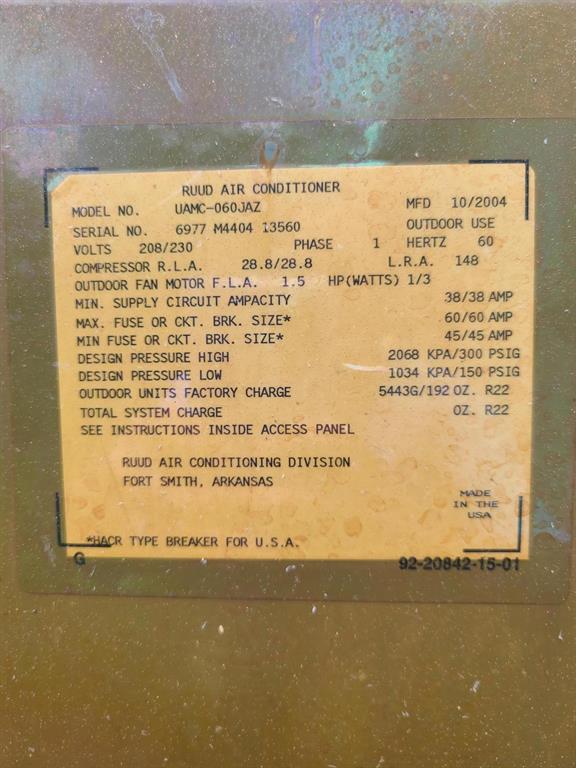 RUUD AIR CONDITIONER
MODEL NO. UAMC-060JAZ MFD 10/2004
SERIAL NO. 6977 M4404 13560 OUTDOOR USE
VOLTS 208/230 PHASE 1 HERTZ 60
COMPRESSOR R.L.A. 28.8/28.8 L.R.A. 148
OUTDOOR FAN MOTOR F.L.A. 1.5 HP(WATTS) 1/3
MIN. SUPPLY CIRCUIT AMPACITY 38/38 AMP
MAX. FUSE OR CKT. BRK. SIZE* 60/60 AMP
MIN FUSE OR CKT. BRK. SIZE* 45/45 AMP
DESIGN PRESSURE HIGH 2068 KPA/300 PSIG
DESIGN PRESSURE LOW 1034 KPA/150 PSIG
OUTDOOR UNITS FACTORY CHARGE 5443G/192 OZ. R22
TOTAL SYSTEM CHARGE OZ. R22
SEE INSTRUCTIONS INSIDE ACCESS PANEL
RUUD AIR CONDITIONING DIVISION
FORT SMITH, ARKANSAS
MADE
IN THE
USA
*HACR TYPE BREAKER FOR U.S.A.
G 92-20842-15-01